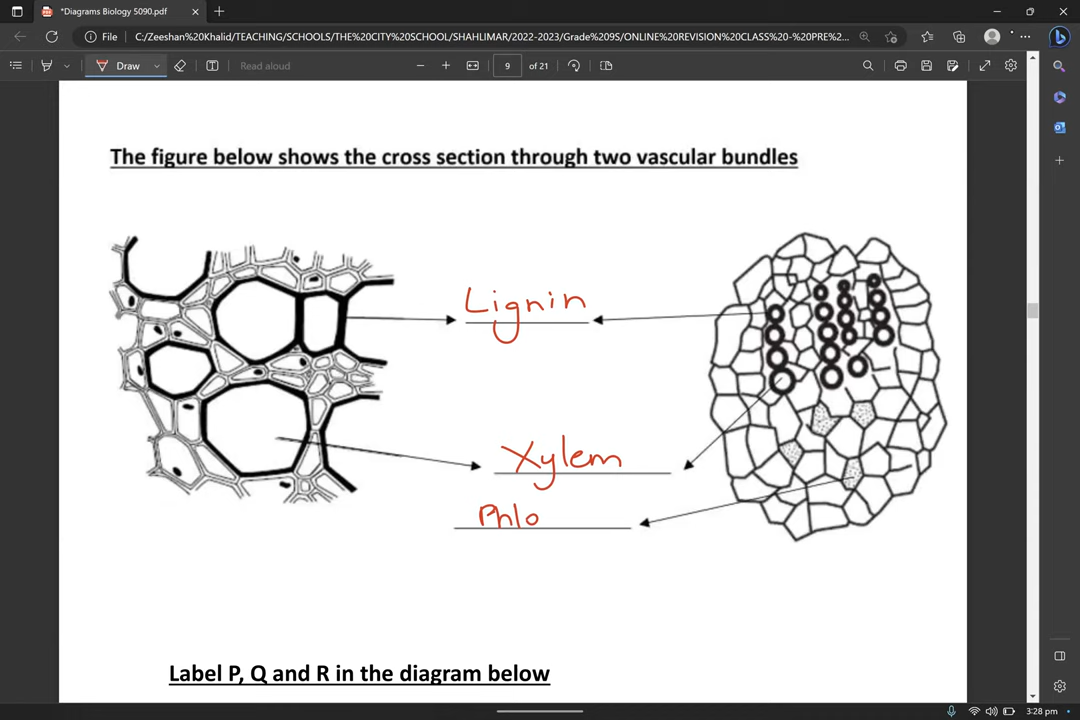 *Diagrams Biology 5090.pdf
File C:/Zeeshan%20Khalid/TEACHING/SCHOOLS/THE%20CITY%20SCHOOL/SHAHLIMAR/2022-2023/Grade%209S/ONLINE%20REVISION%20CLASS%20-%20PRE%2...
Draw Read aloud 9 of 21
The figure below shows the cross section through two vascular bundles
Lignin
Xylem
Phlo
Label P, Q and R in the diagram below
3:28 pm